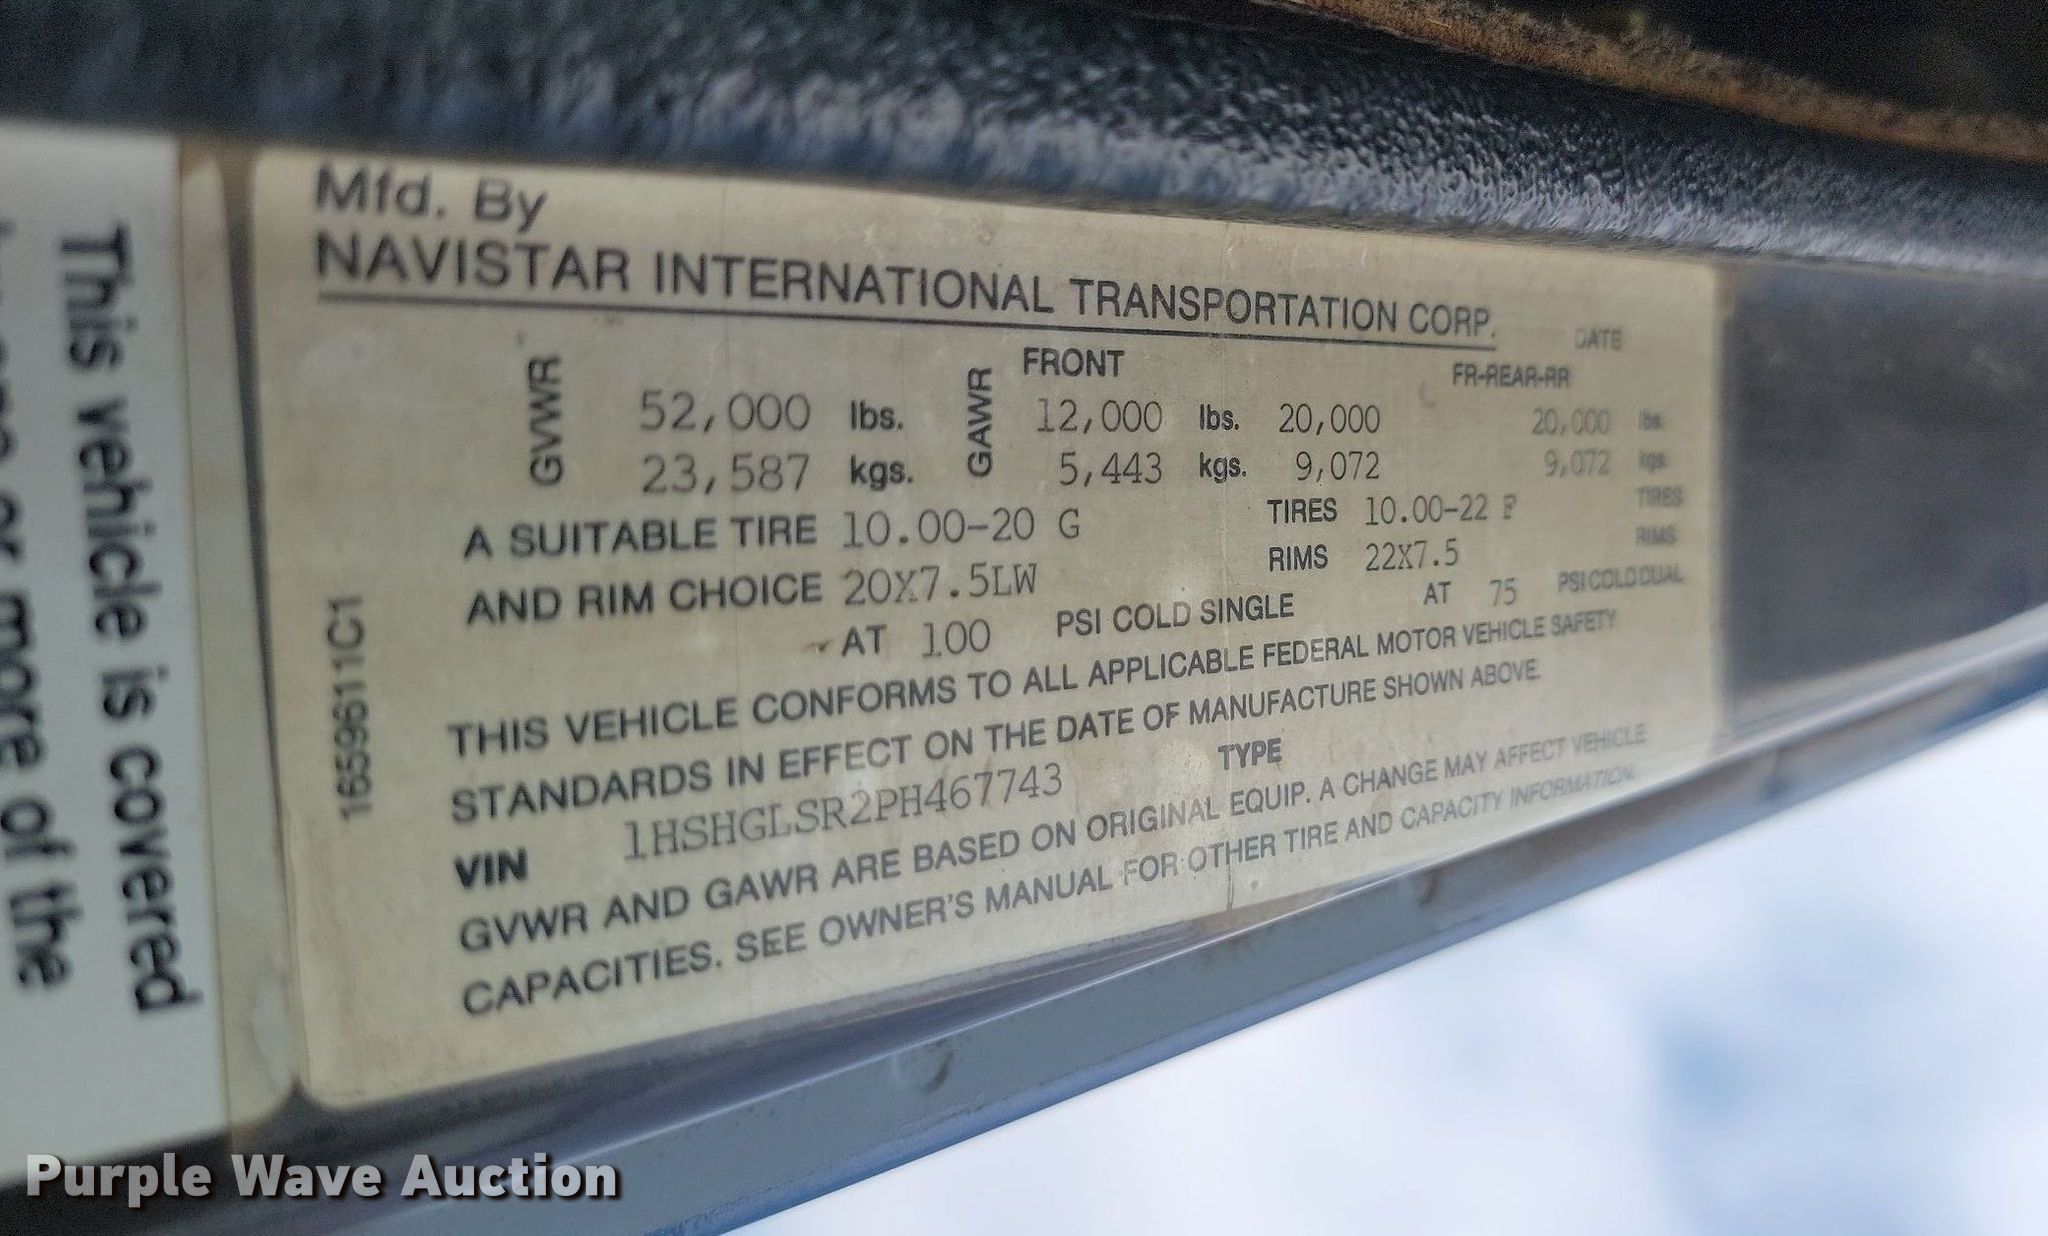 This vehicle is covered
or more of the
Mfd. By
NAVISTAR INTERNATIONAL TRANSPORTATION CORP.
DATE
GVWR
GAWR
FRONT
FR-REAR-RR
52,000 lbs. 12,000 lbs. 20,000 20,000 lbs.
23,587 kgs. 5,443 kgs. 9,072 9,072 kgs.
A SUITABLE TIRE 10.00-20 G TIRES 10.00-22 F TIRES
AND RIM CHOICE 20X7.5LW RIMS 22X7.5 RIMS
AT 100 PSI COLD SINGLE AT 75 PSI COLD DUAL
THIS VEHICLE CONFORMS TO ALL APPLICABLE FEDERAL MOTOR VEHICLE SAFETY
STANDARDS IN EFFECT ON THE DATE OF MANUFACTURE SHOWN ABOVE.
VIN 1HSHGLSR2PH467743 TYPE
GVWR AND GAWR ARE BASED ON ORIGINAL EQUIP. A CHANGE MAY AFFECT VEHICLE
CAPACITIES. SEE OWNER'S MANUAL FOR OTHER TIRE AND CAPACITY INFORMATION.
1659611C1
Purple Wave Auction